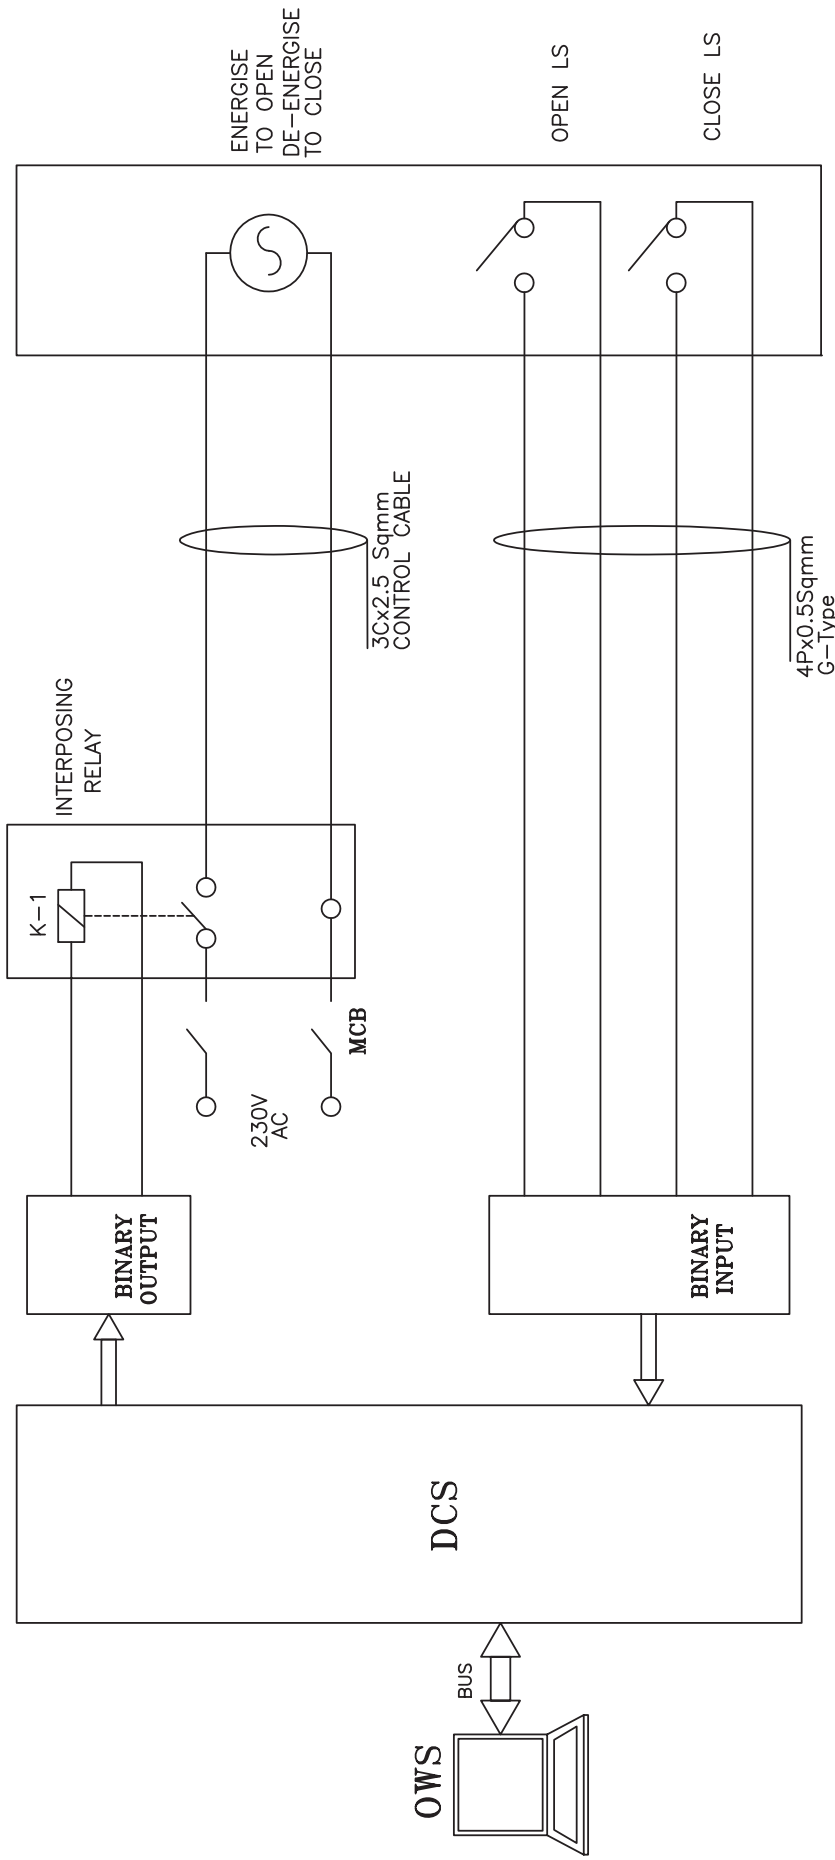 OWS
BUS
DCS
BINARY
OUTPUT
BINARY
INPUT
230V
AC
MCB
K-1
INTERPOSING
RELAY
3Cx2.5 Sqmm
CONTROL CABLE
4Px0.5Sqmm
G-Type
ENERGISE
TO OPEN
DE-ENERGISE
TO CLOSE
OPEN LS
CLOSE LS